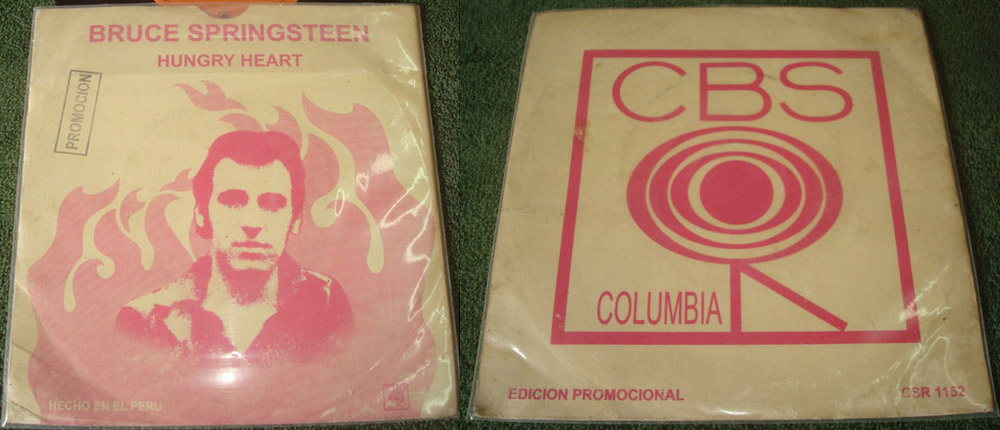 BRUCE SPRINGSTEEN
HUNGRY HEART
PROMOCION
HECHO EN EL PERU
CBS
COLUMBIA
EDICION PROMOCIONAL
CSR 1152